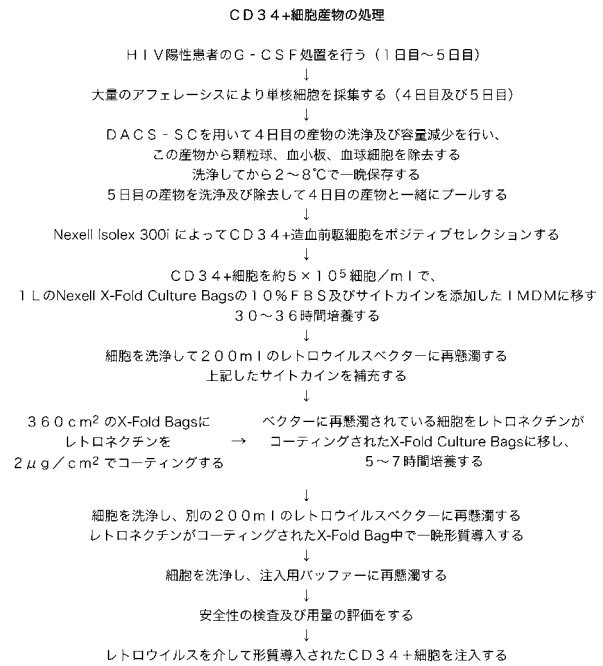 ＣＤ３４+細胞産物の処理
ＨＩＶ陽性患者のＧ‐ＣＳＦ処置を行う（１日目～５日目）
↓
大量のアフェレーシスにより単核細胞を採集する（４日目及び５日目）
↓
ＤＡＣＳ‐ＳＣを用いて４日目の産物の洗浄及び容量減少を行い、
この産物から顆粒球、血小板、血球細胞を除去する
洗浄してから２～８℃で一晩保存する
５日目の産物を洗浄及び除去して４日目の産物と一緒にプールする
↓
Nexell Isolex 300i によってＣＤ３４+造血前駆細胞をポジティブセレクションする
↓
ＣＤ３４+細胞を約５×１０⁵ 細胞／ｍｌで、
１ＬのNexell X-Fold Culture Bagsの１０％ＦＢＳ及びサイトカインを添加したＩＭＤＭに移す
３０～３６時間培養する
↓
細胞を洗浄して２００ｍｌのレトロウイルスベクターに再懸濁する
上記したサイトカインを補充する
↓
３６０ｃｍ² のX-Fold Bagsに
レトロネクチンを
２μｇ／ｃｍ² でコーティングする
→
ベクターに再懸濁されている細胞をレトロネクチンが
コーティングされたX-Fold Culture Bagsに移し、
５～７時間培養する
↓
細胞を洗浄し、別の２００ｍｌのレトロウイルスベクターに再懸濁する
レトロネクチンがコーティングされたX-Fold Bag中で一晩形質導入する
↓
細胞を洗浄し、注入用バッファーに再懸濁する
↓
安全性の検査及び用量の評価をする
↓
レトロウイルスを介して形質導入されたＣＤ３４＋細胞を注入する